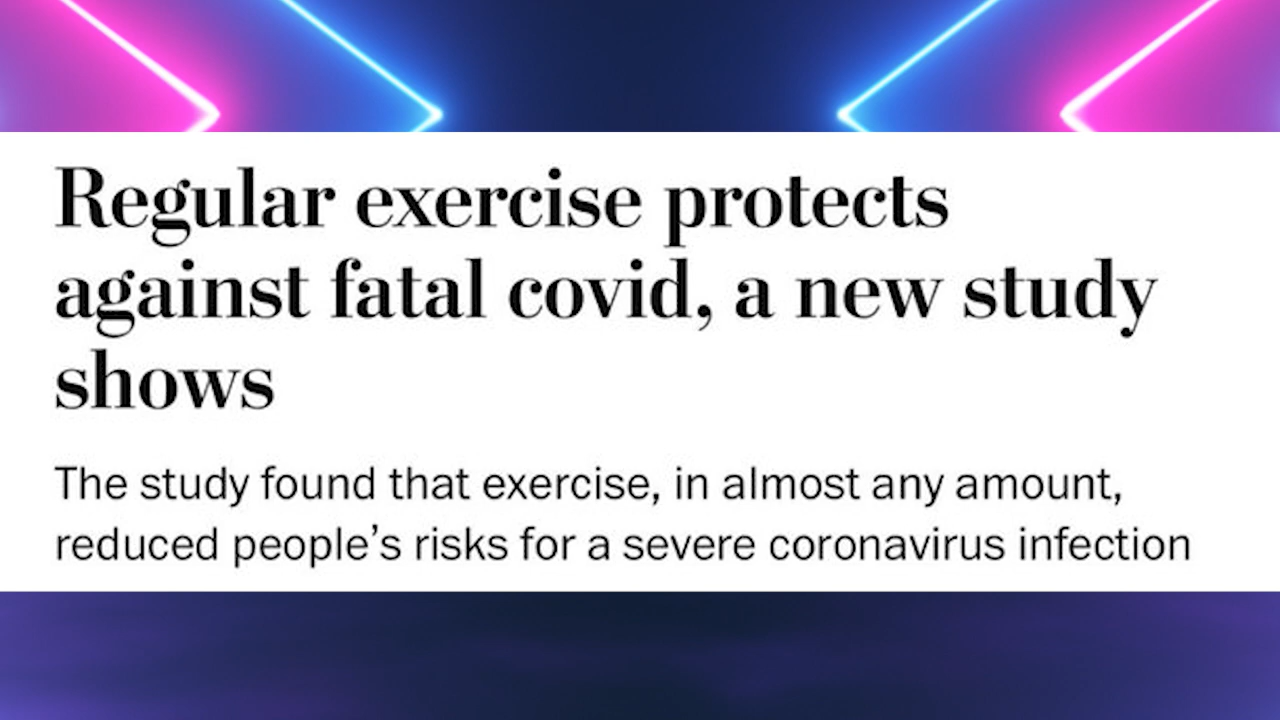 Regular exercise protects
against fatal covid, a new study
shows
The study found that exercise, in almost any amount,
reduced people’s risks for a severe coronavirus infection